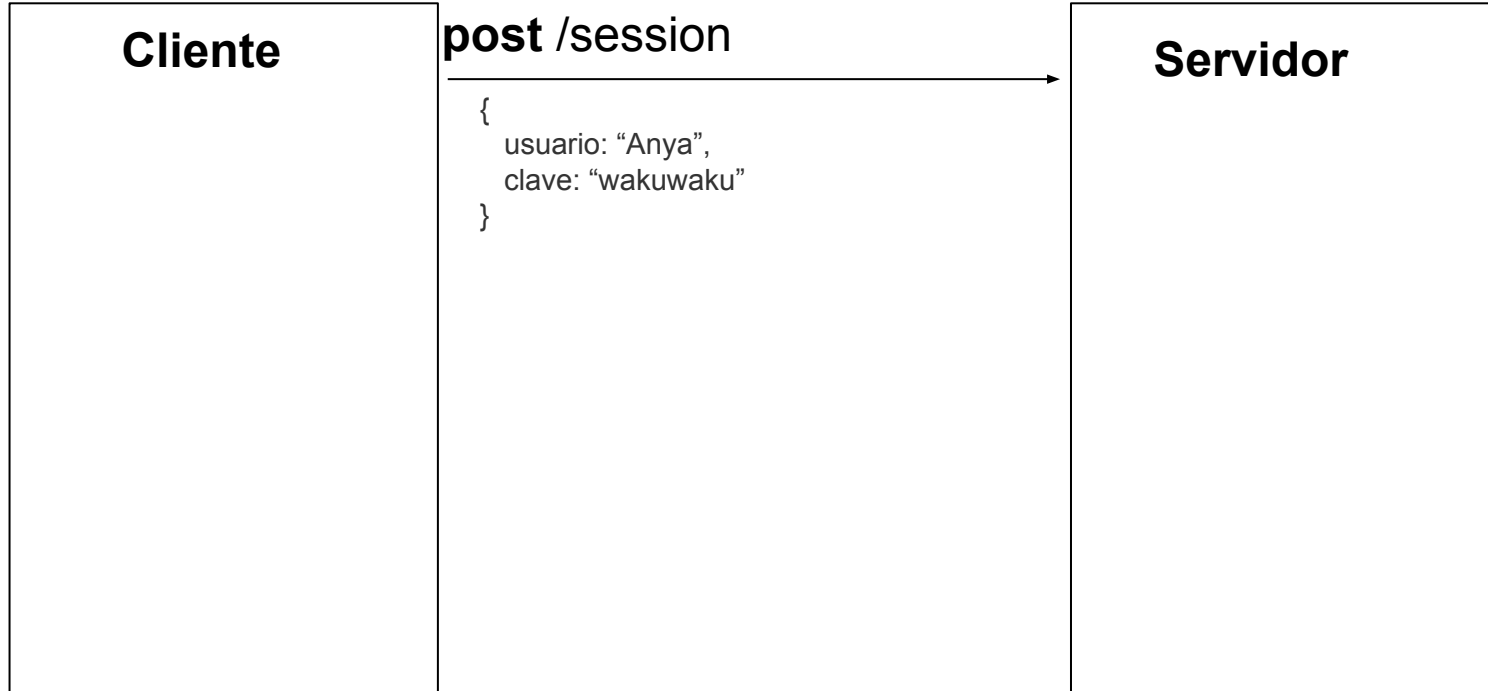 Cliente
post /session
Servidor
{
usuario: “Anya”,
clave: “wakuwaku”
}